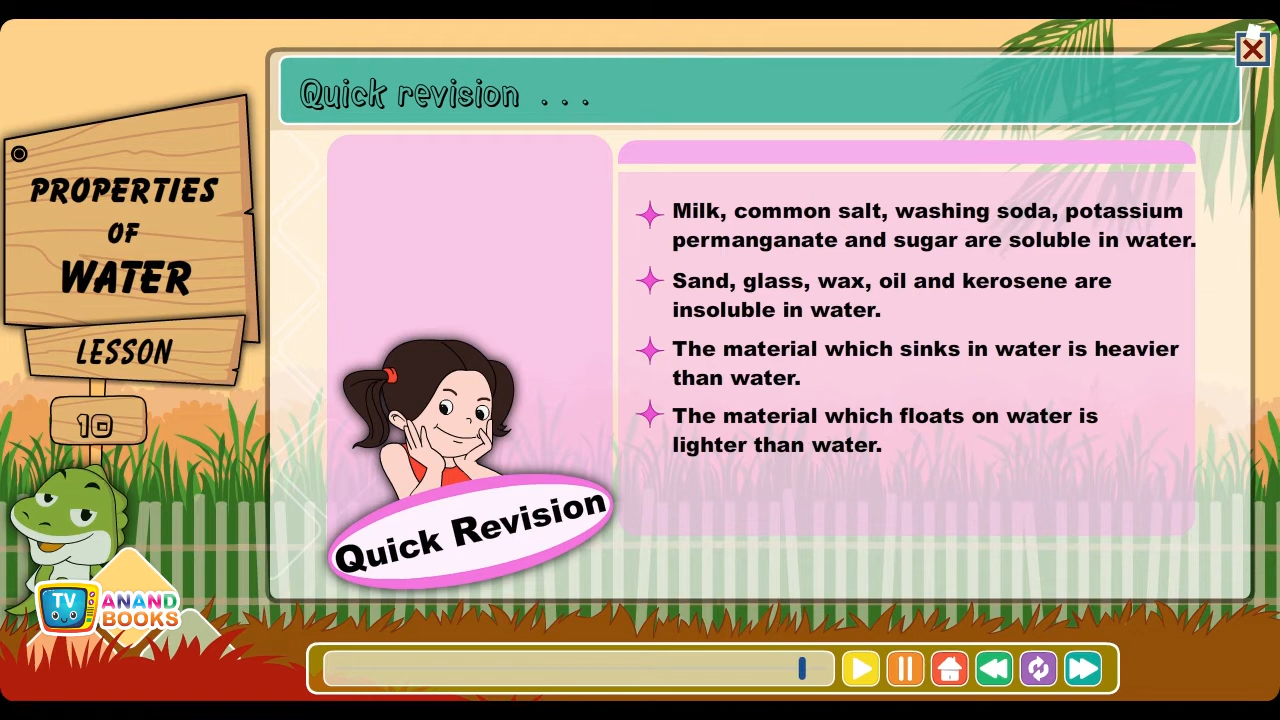 Quick revision ...
PROPERTIES
OF
WATER
LESSON
10
Milk, common salt, washing soda, potassium
permanganate and sugar are soluble in water.
Sand, glass, wax, oil and kerosene are
insoluble in water.
The material which sinks in water is heavier
than water.
The material which floats on water is
lighter than water.
Quick Revision
TV
ANAND
BOOKS